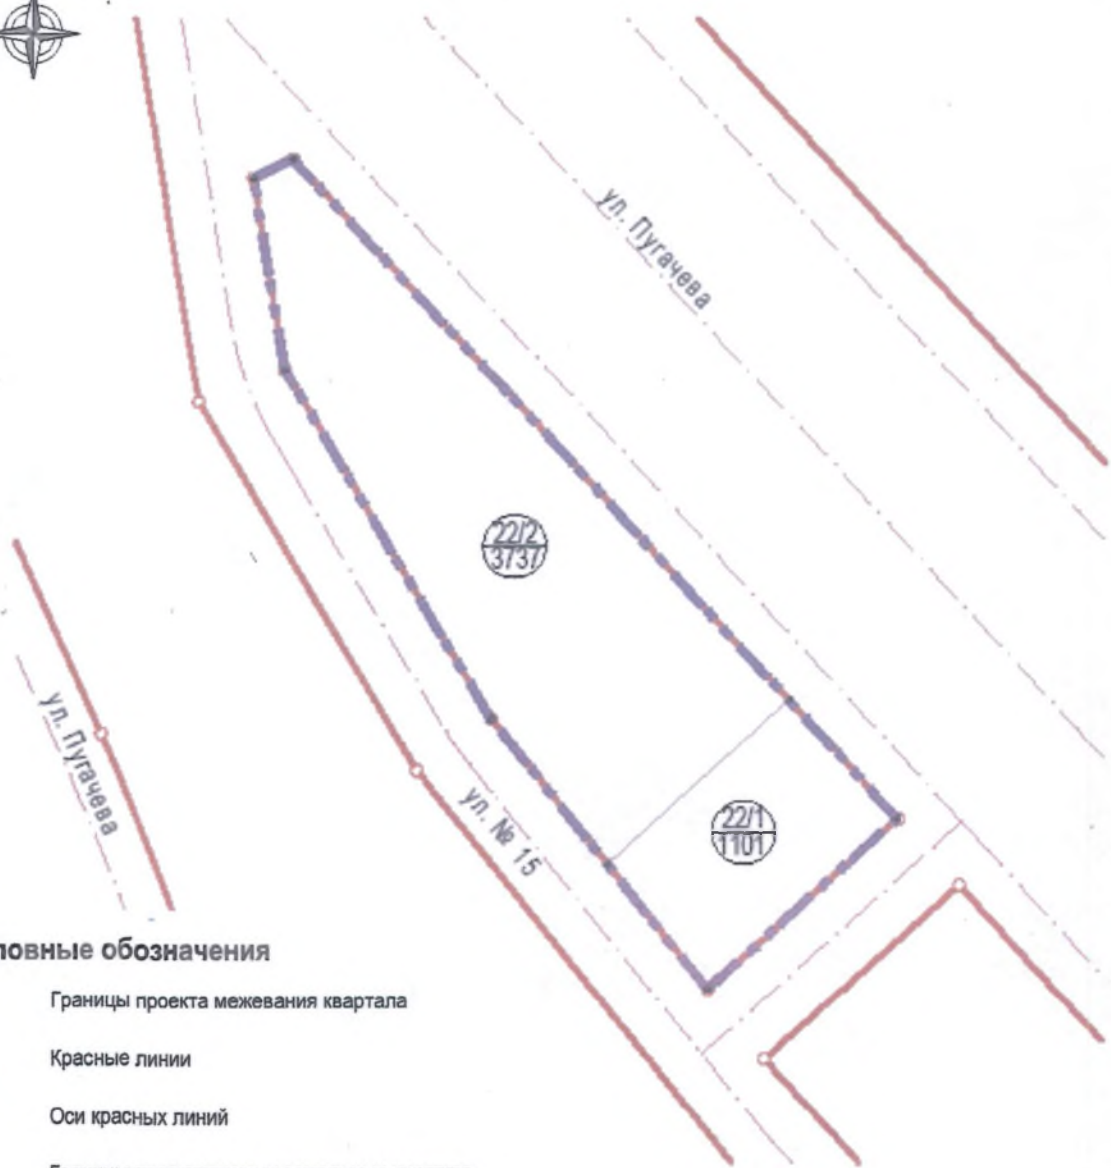 ул. Пугачева
22/2
3737
ул. Пугачева
22/1
1101
ул. № 15
ловные обозначения
Границы проекта межевания квартала
Красные линии
Оси красных линий